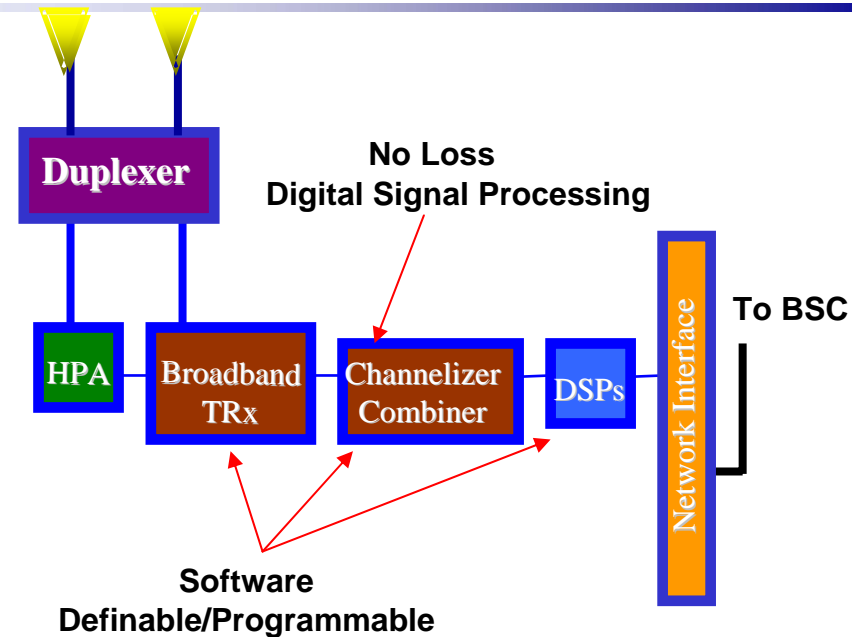 Duplexer
No Loss
Digital Signal Processing
To BSC
HPA
Broadband
TRx
Channelizer
Combiner
DSPs
Network Interface
Software
Definable/Programmable